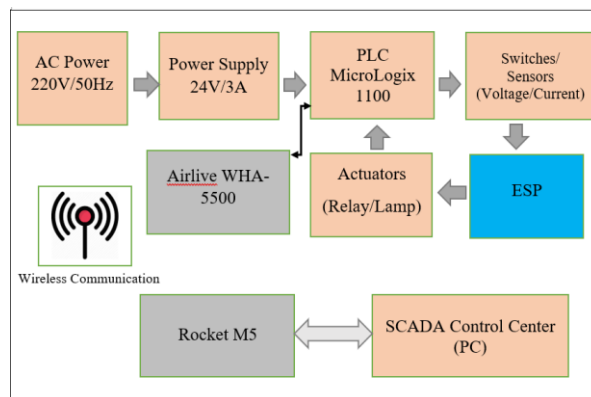 AC Power
220V/50Hz
Power Supply
24V/3A
PLC
MicroLogix
1100
Switches/
Sensors
(Voltage/Current)
Airlive WHA-
5500
Actuators
(Relay/Lamp)
ESP
Wireless Communication
Rocket M5
SCADA Control Center
(PC)